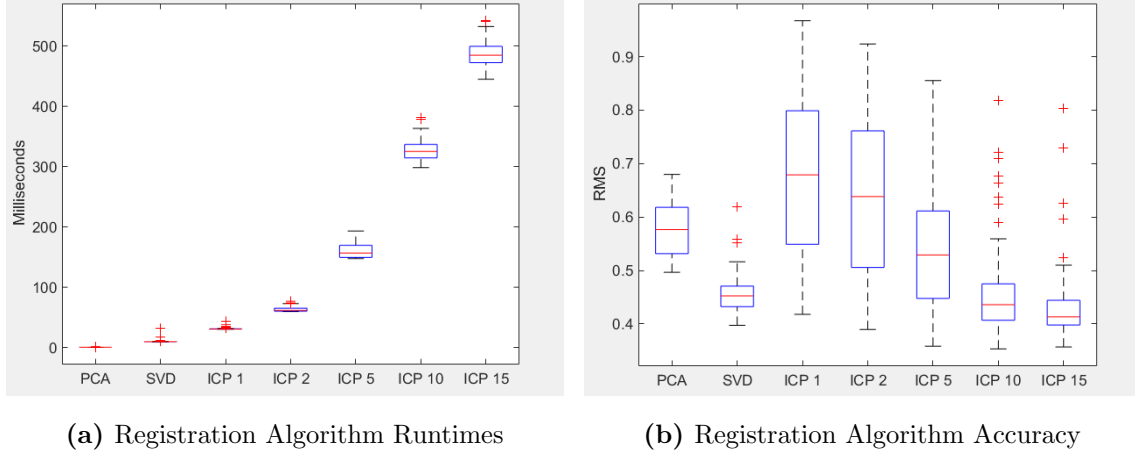 500
400
300
200
100
0
Milliseconds
PCA SVD ICP 1 ICP 2 ICP 5 ICP 10 ICP 15
(a) Registration Algorithm Runtimes
0.9
0.8
0.7
0.6
0.5
0.4
RMS
PCA SVD ICP 1 ICP 2 ICP 5 ICP 10 ICP 15
(b) Registration Algorithm Accuracy